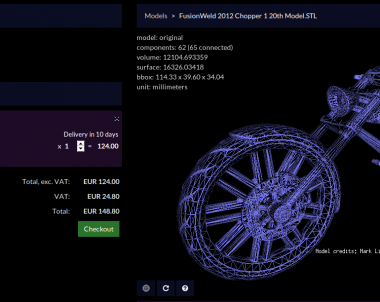 Models > FusionWeld 2012 Chopper 1 20th Model.STL
model: original
components: 62 (65 connected)
volume: 12104.693359
surface: 16326.03418
bbox: 114.33 x 39.60 x 34.04
unit: millimeters
Delivery in 10 days
x 1 = 124.00
Total, exc. VAT: EUR 124.00
VAT: EUR 24.80
Total: EUR 148.80
Checkout
Model credits; Mark Li